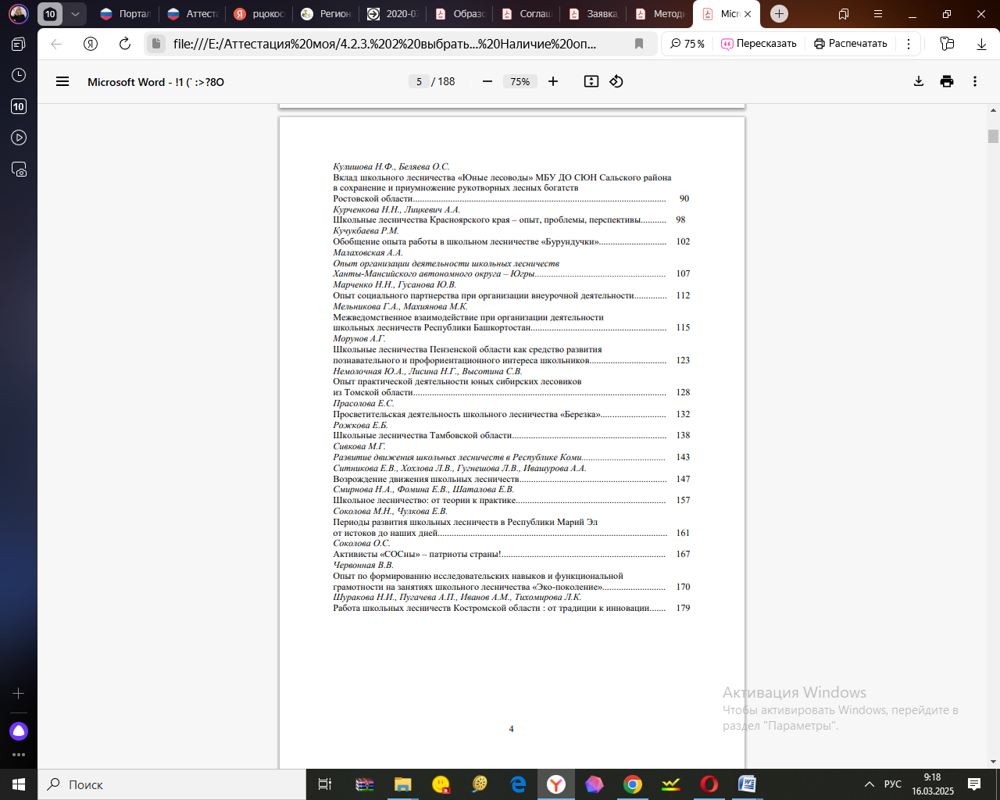 10
Портал
Аттеста
рцокос
Регион
2020-07
Образо
Соглаш
Заявка
Методи
Micr
file:///E:/Аттестация%20моя/4.2.3.%202%20выбрать...%20Наличие%20оп...
75 %
Пересказать
Распечатать
Microsoft Word - !1 (¨ :>?8O
5 / 188
75%
10
Кулишова Н.Ф., Беляева О.С.
Вклад школьного лесничества «Юные лесоводы» МБУ ДО СЮН Сальского района
в сохранение и приумножение рукотворных лесных богатств
Ростовской области.......... 90
Курченкова Н.Н., Лицкевич А.А.
Школьные лесничества Красноярского края – опыт, проблемы, перспективы........... 98
Кучукбаева Р.М.
Обобщение опыта работы в школьном лесничестве «Бурундучки»............. 102
Малаховская А.А.
Опыт организации деятельности школьных лесничеств
Ханты-Мансийского автономного округа – Югры.......... 107
Марченко Н.Н., Гусанова Ю.В.
Опыт социального партнерства при организации внеурочной деятельности.............. 112
Мельникова Г.А., Махиянова М.К.
Межведомственное взаимодействие при организации деятельности
школьных лесничеств Республики Башкортостан.......... 115
Морунов А.Г.
Школьные лесничества Пензенской области как средство развития
познавательного и профориентационного интереса школьников.......... 123
Немолочная Ю.А., Лисина Н.Г., Высотина С.В.
Опыт практической деятельности юных сибирских лесовиков
из Томской области.......... 128
Прасолова Е.С.
Просветительская деятельность школьного лесничества «Березка».......... 132
Рожкова Е.Б.
Школьные лесничества Тамбовской области.......... 138
Сивкова М.Г.
Развитие движения школьных лесничеств в Республике Коми.......... 143
Ситникова Е.В., Хохлова Л.В., Гугнешова Л.В., Ивашурова А.А.
Возрождение движения школьных лесничеств.......... 147
Смирнова Н.А., Фомина Е.В., Шаталова Е.В.
Школьное лесничество: от теории к практике.......... 157
Соколова М.Н., Чулкова Е.В.
Периоды развития школьных лесничеств в Республики Марий Эл
от истоков до наших дней.......... 161
Соколова О.С.
Активисты «СОСны» – патриоты страны!.......... 167
Червонная В.В.
Опыт по формированию исследовательских навыков и функциональной
грамотности на занятиях школьного лесничества «Эко-поколение».......... 170
Шуракова Н.И., Пугачева А.П., Иванов А.М., Тихомирова Л.К.
Работа школьных лесничеств Костромской области : от традиции к инновации....... 179
4
Активация Windows
Чтобы активировать Windows, перейдите в
раздел "Параметры".
Поиск
РУС
9:18
16.03.2025